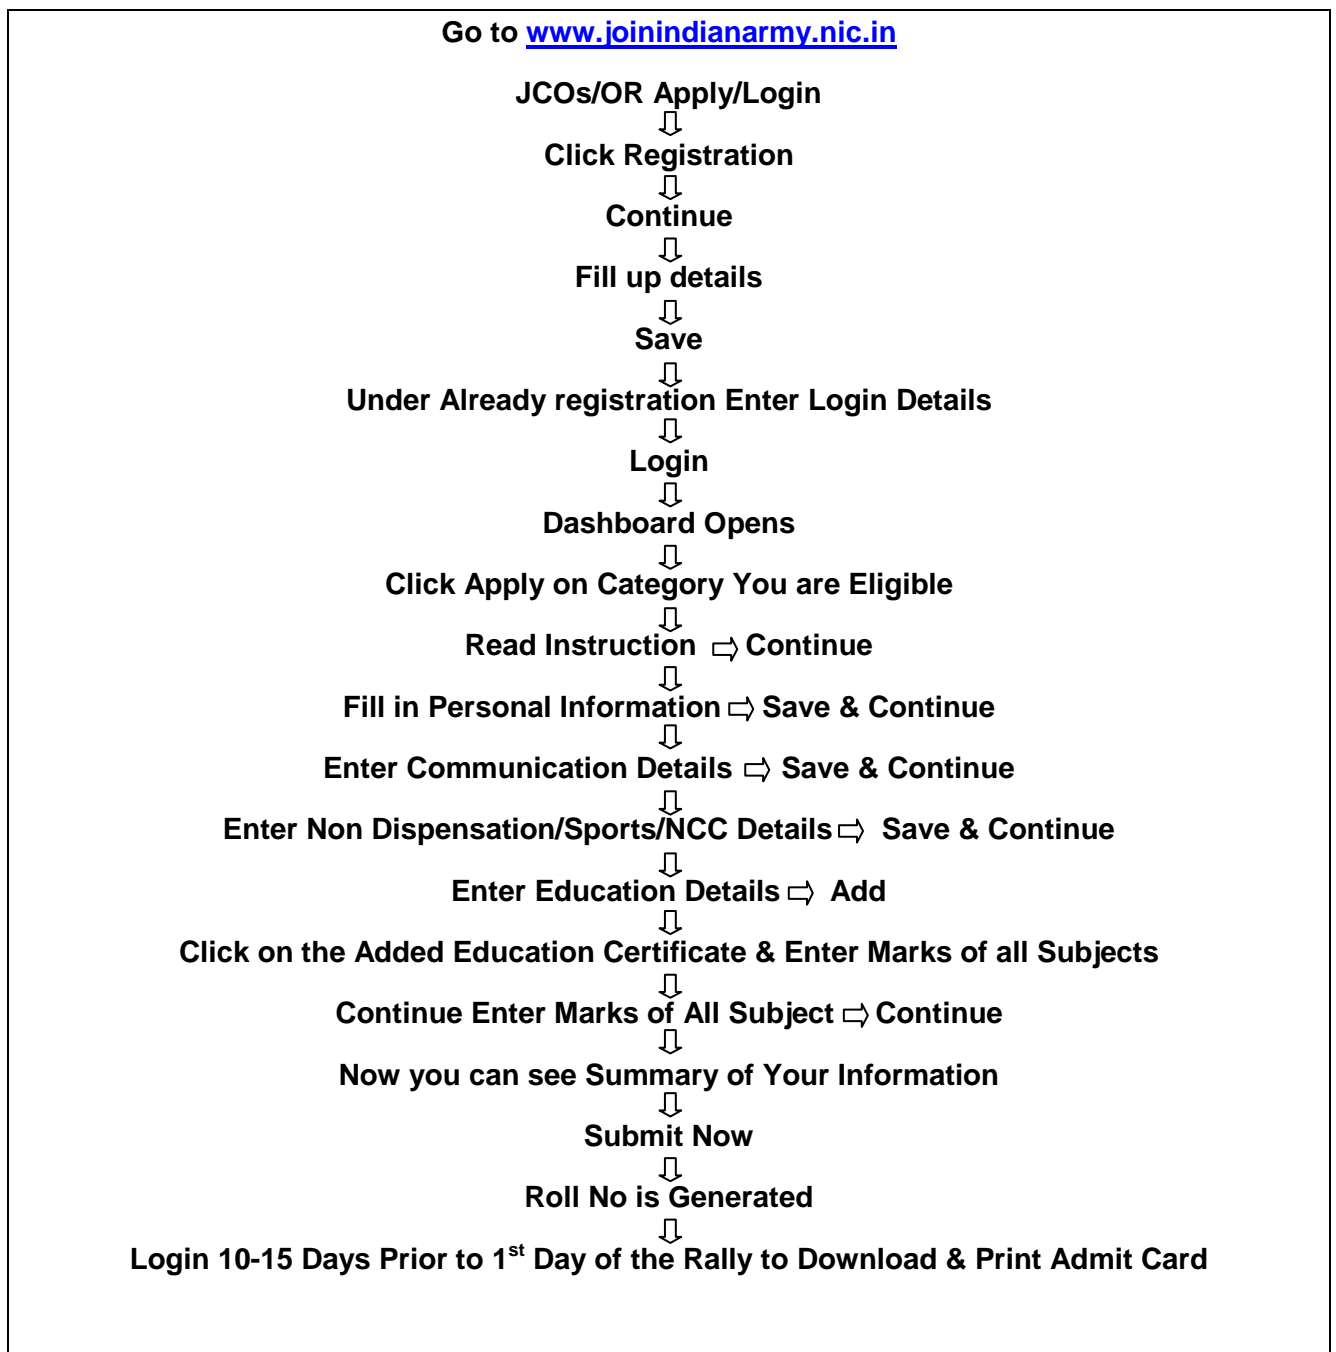 Go to www.joinindianarmy.nic.in
JCOs/OR Apply/Login
Click Registration
Continue
Fill up details
Save
Under Already registration Enter Login Details
Login
Dashboard Opens
Click Apply on Category You are Eligible
Read Instruction ⇨ Continue
Fill in Personal Information ⇨ Save & Continue
Enter Communication Details ⇨ Save & Continue
Enter Non Dispensation/Sports/NCC Details ⇨ Save & Continue
Enter Education Details ⇨ Add
Click on the Added Education Certificate & Enter Marks of all Subjects
Continue Enter Marks of All Subject ⇨ Continue
Now you can see Summary of Your Information
Submit Now
Roll No is Generated
Login 10-15 Days Prior to 1st Day of the Rally to Download & Print Admit Card